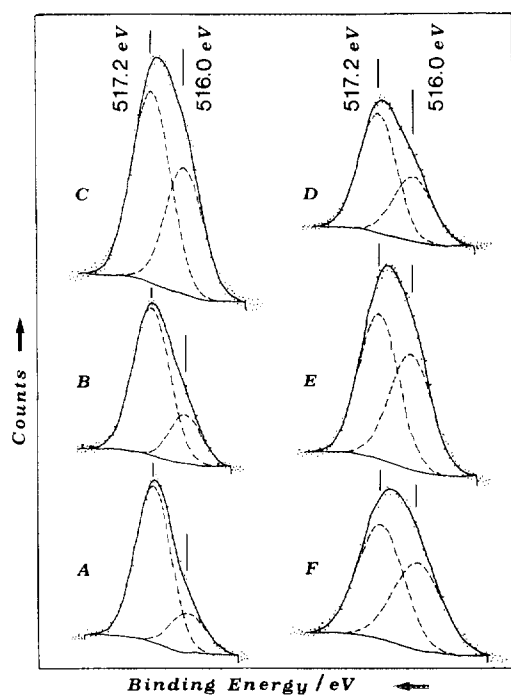 517.2 eV
516.0 eV
517.2 eV
516.0 eV
C
D
B
E
A
F
Counts
Binding Energy / eV